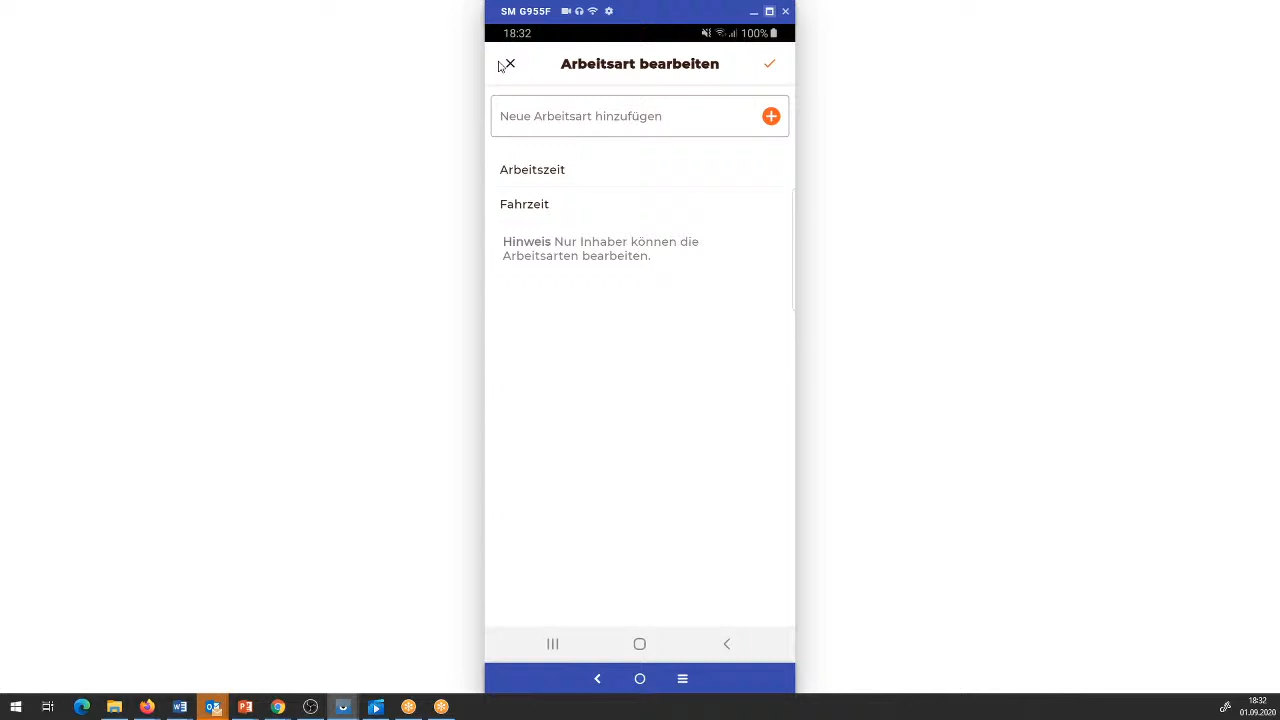 SM G955F
18:32
100%
Arbeitsart bearbeiten
Neue Arbeitsart hinzufügen
Arbeitszeit
Fahrzeit
Hinweis Nur Inhaber können die
Arbeitsarten bearbeiten.
18:32
01.09.2020